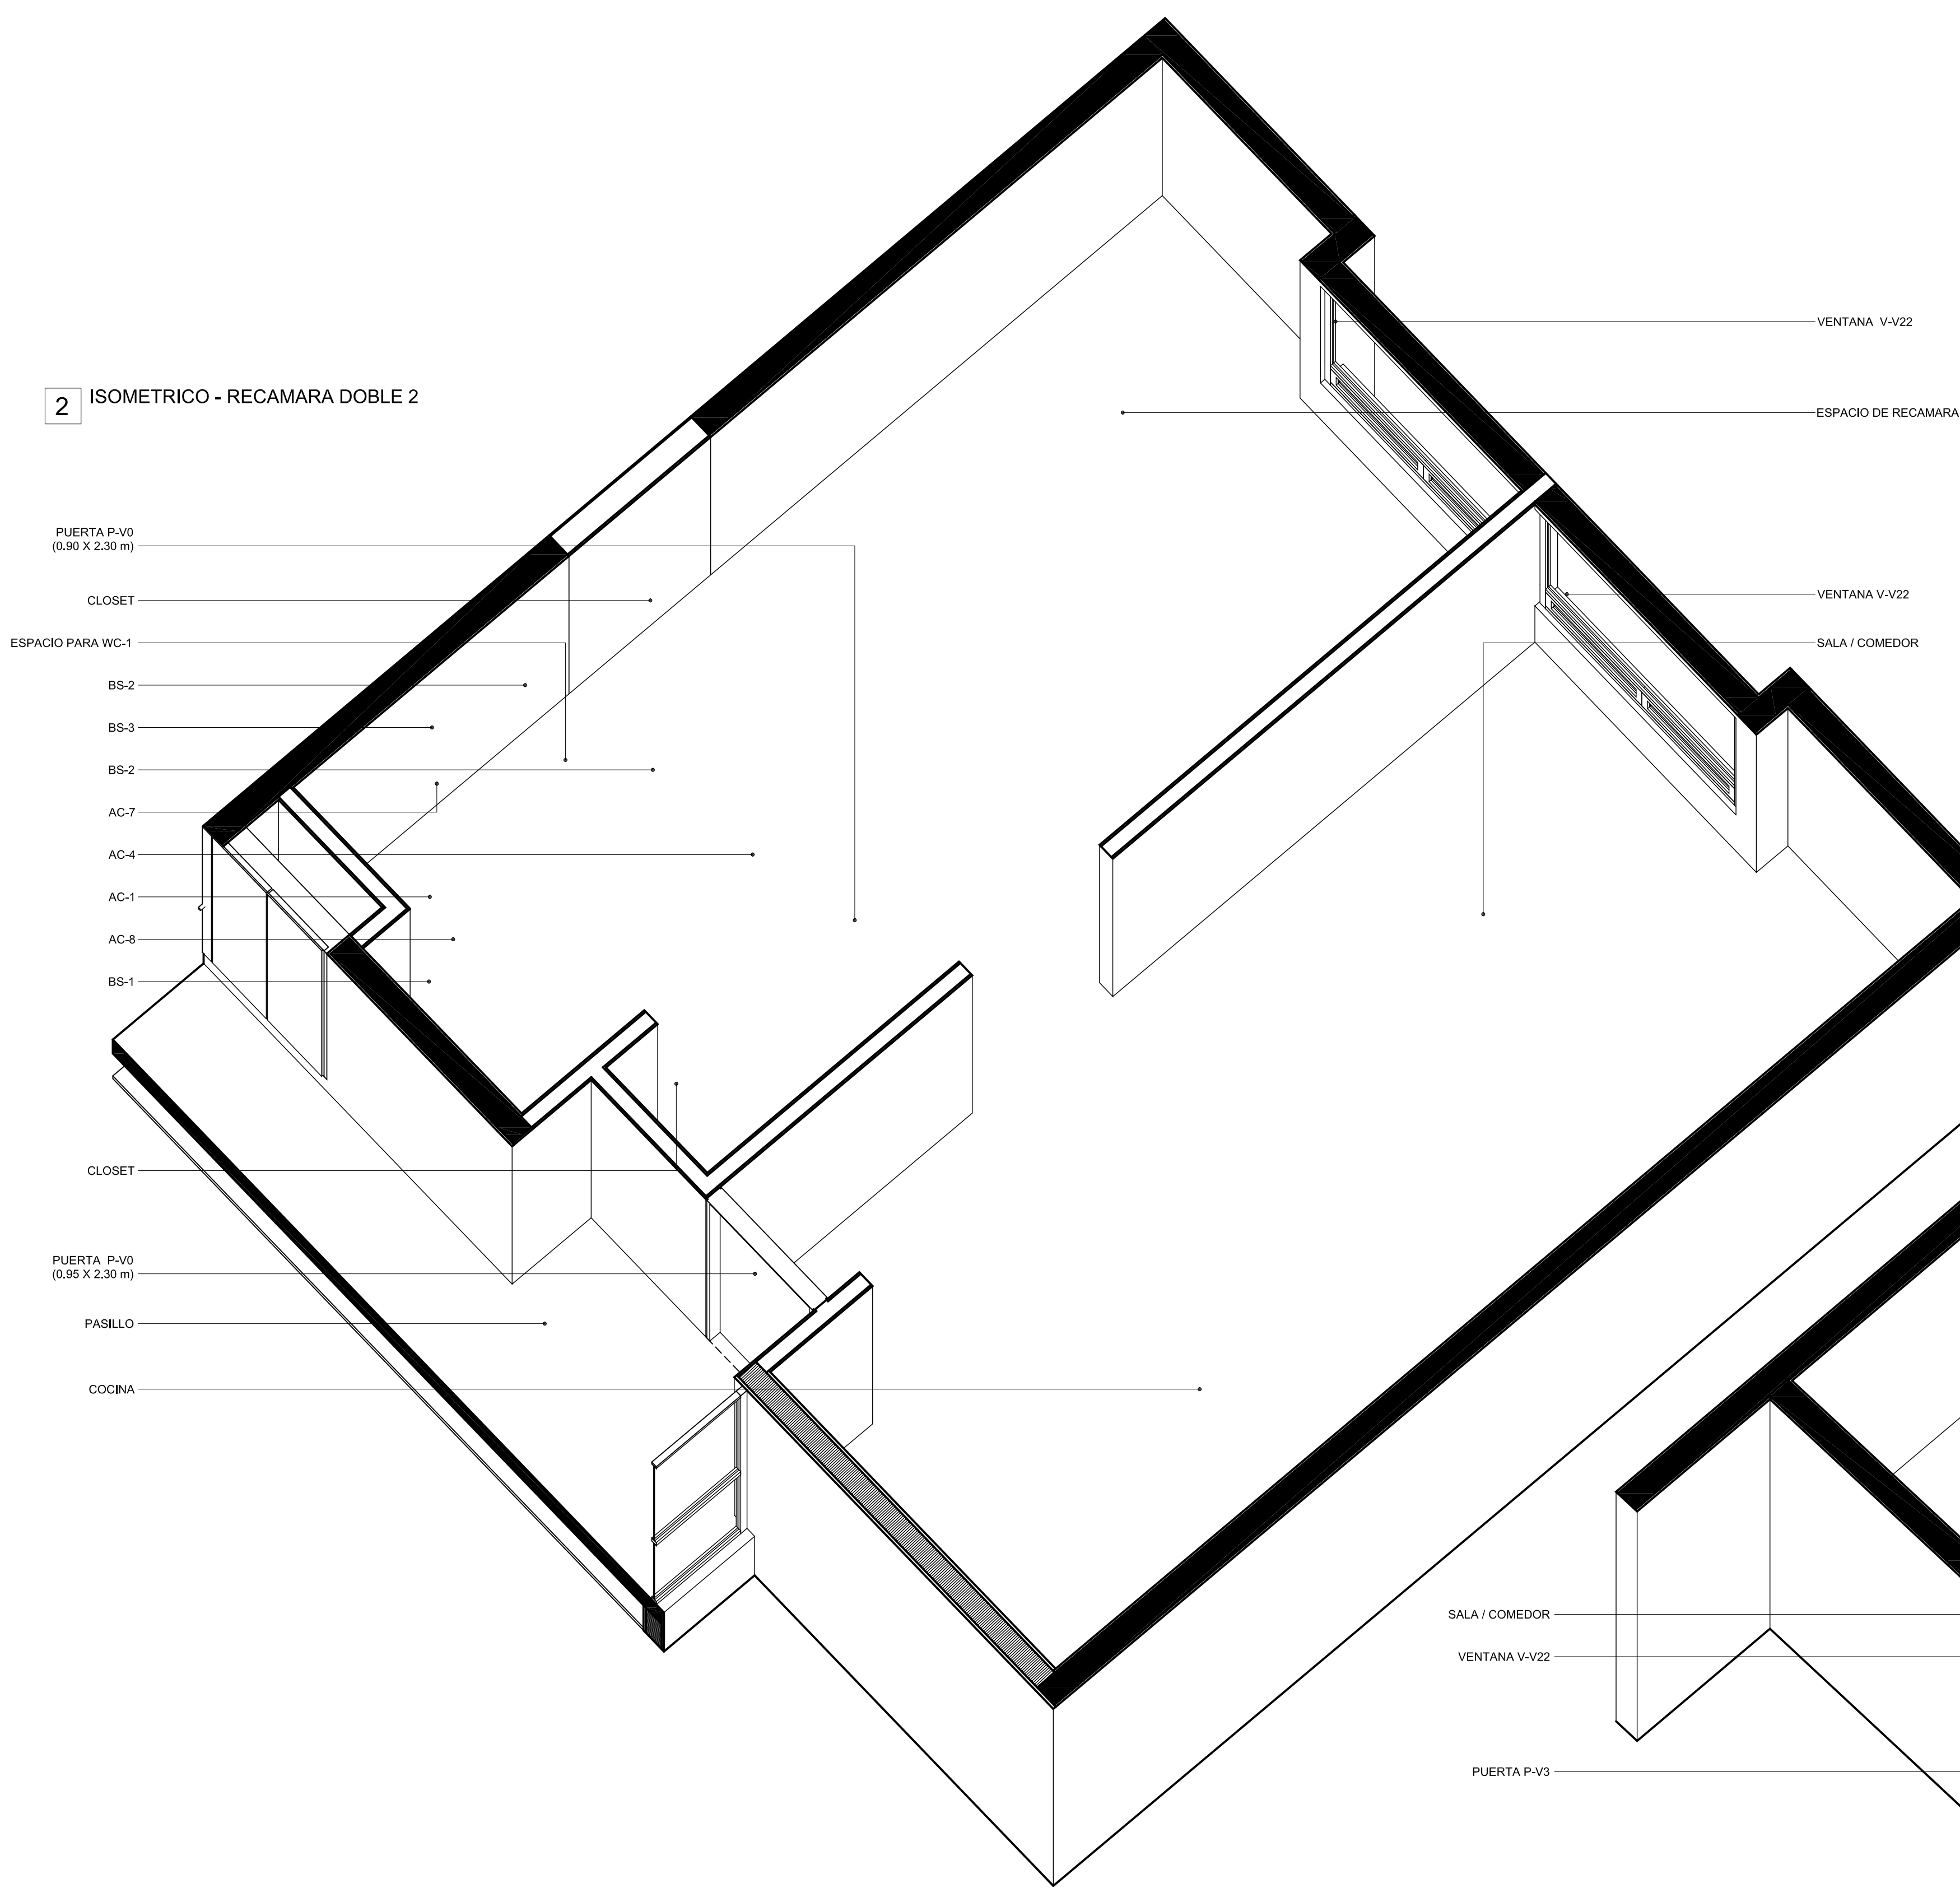 2 ISOMETRICO - RECAMARA DOBLE 2
PUERTA P-V0
(0.90 X 2.30 m)
CLOSET
ESPACIO PARA WC-1
BS-2
BS-3
BS-2
AC-7
AC-4
AC-1
AC-8
BS-1
CLOSET
PUERTA P-V0
(0.95 X 2.30 m)
PASILLO
COCINA
VENTANA V-V22
ESPACIO DE RECAMARA
VENTANA V-V22
SALA / COMEDOR
SALA / COMEDOR
VENTANA V-V22
PUERTA P-V3